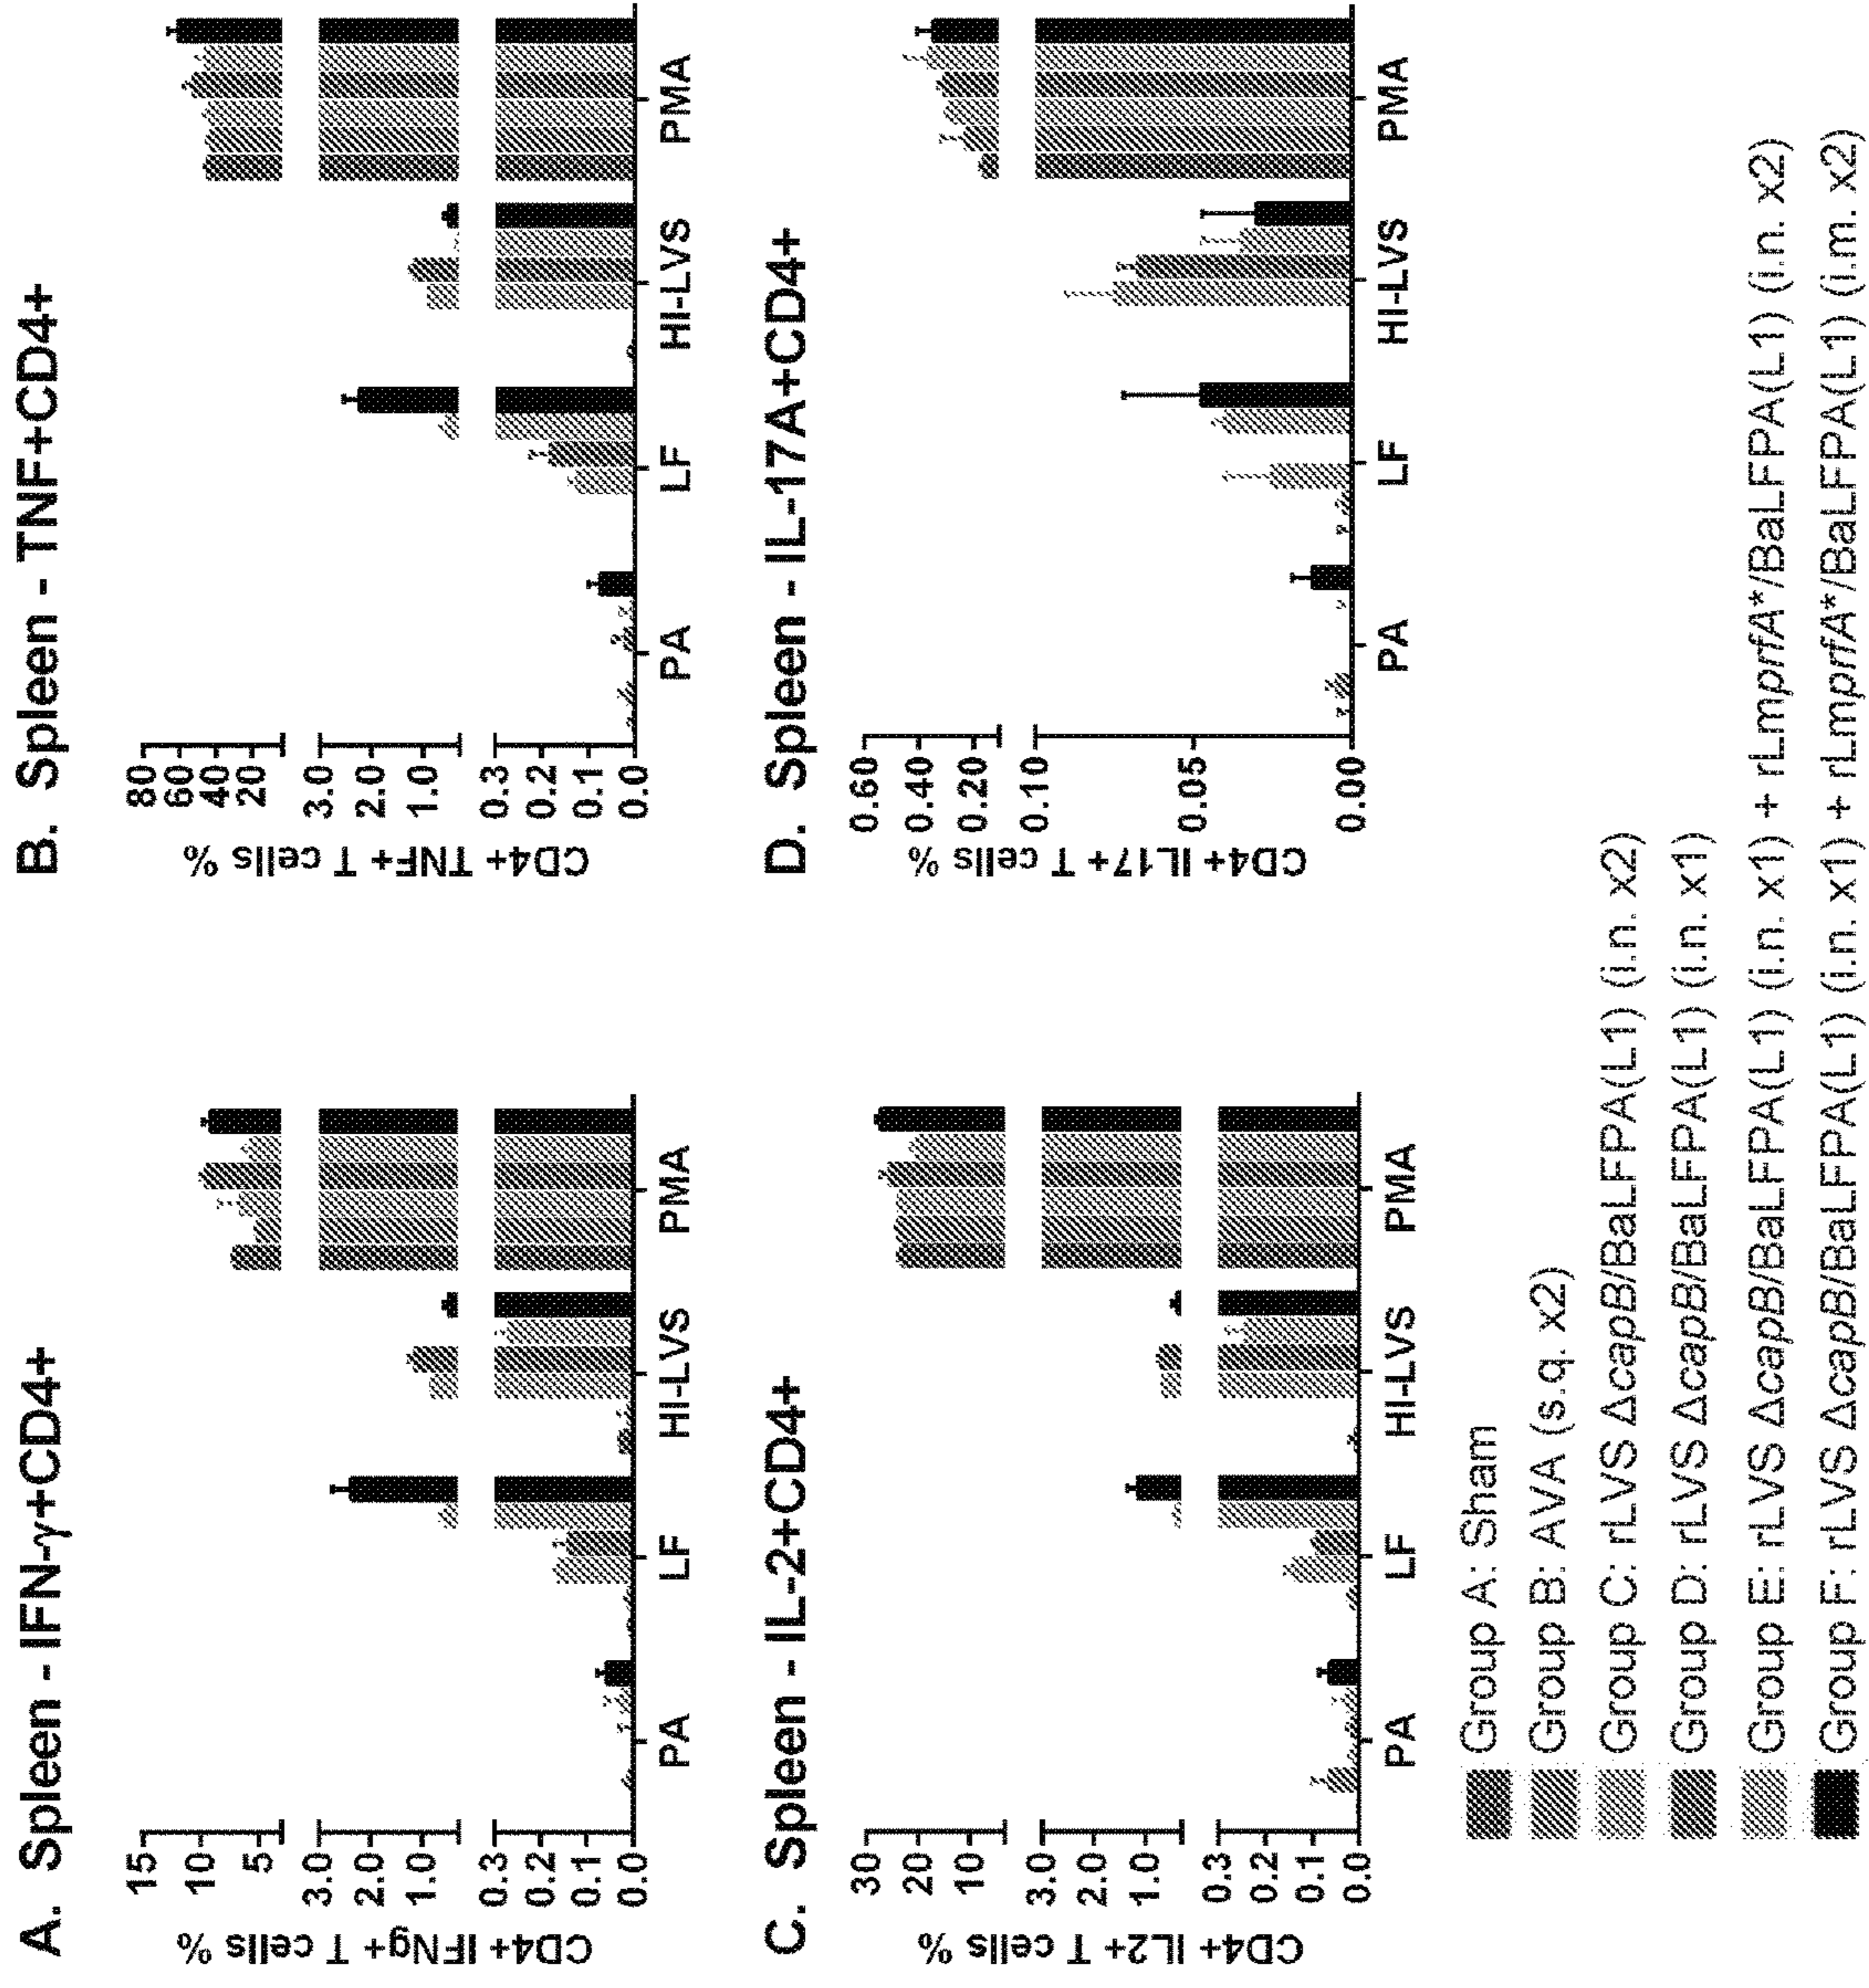 A. Spleen - IFN-γ+CD4+
CD4+ IFNg+ T cells %
15
10
5
3.0
2.0
1.0
0.3
0.2
0.1
0.0
PA
LF
HI-LVS
PMA
B. Spleen - TNF+CD4+
CD4+ TNF+ T cells %
80
60
40
20
3.0
2.0
1.0
0.3
0.2
0.1
0.0
PA
LF
HI-LVS
PMA
C. Spleen - IL-2+CD4+
CD4+ IL2+ T cells %
30
20
10
3.0
2.0
1.0
0.3
0.2
0.1
0.0
PA
LF
HI-LVS
PMA
D. Spleen - IL-17A+CD4+
CD4+ IL17+ T cells %
0.60
0.40
0.20
0.10
0.05
0.00
PA
LF
HI-LVS
PMA
Group A: Sham
Group B: AVA (s.q. x2)
Group C: rLVS ΔcapB/BaLFPA(L1) (i.n. x2)
Group D: rLVS ΔcapB/BaLFPA(L1) (i.n. x1)
Group E: rLVS ΔcapB/BaLFPA(L1) (i.n. x1) + rLmprfA*/BaLFPA(L1) (i.n. x2)
Group F: rLVS ΔcapB/BaLFPA(L1) (i.n. x1) + rLmprfA*/BaLFPA(L1) (i.m. x2)